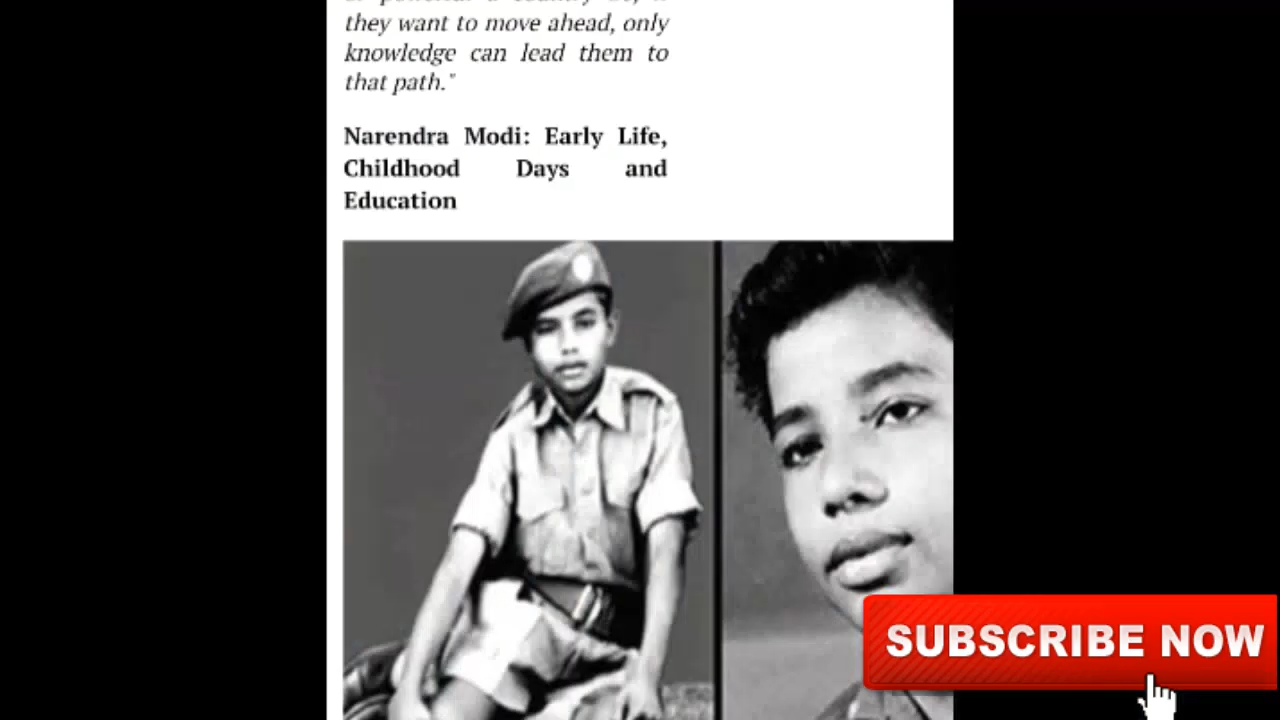 they want to move ahead, only
knowledge can lead them to
that path."
Narendra Modi: Early Life,
Childhood Days and
Education
SUBSCRIBE NOW